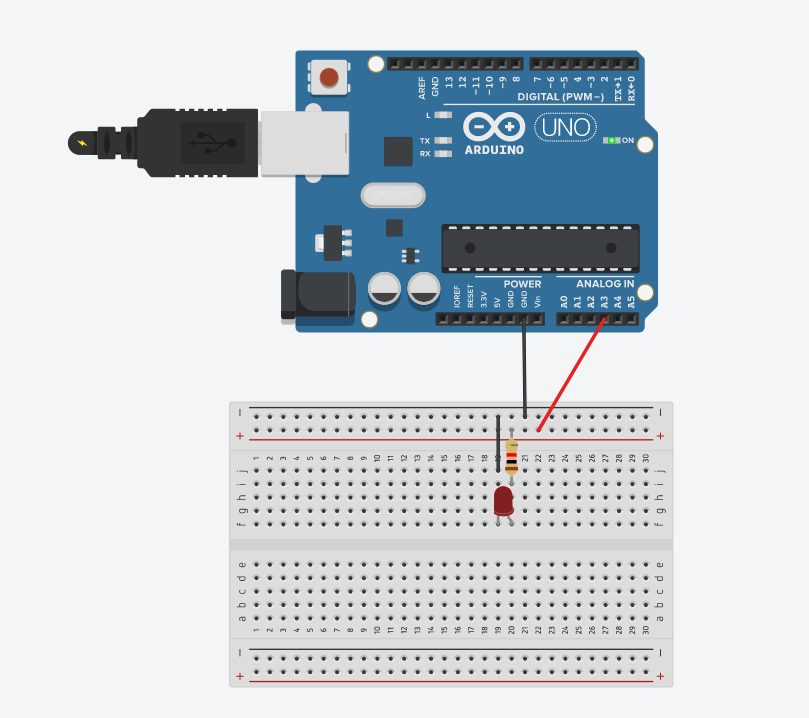 AREF
GND
13
12
~11
~10
~9
8
7
~6
~5
4
~3
2
TX→1
RX←0
DIGITAL (PWM~)
L
TX
RX
ARDUINO
UNO
ON
POWER
ANALOG IN
IOREF
RESET
3.3V
5V
GND
GND
Vin
A0
A1
A2
A3
A4
A5
− −
+ +
1 2 3 4 5 6 7 8 9 10 11 12 13 14 15 16 17 18 19 20 21 22 23 24 25 26 27 28 29 30
j j
i i
h h
g g
f f
e e
d d
c c
b b
a a
1 2 3 4 5 6 7 8 9 10 11 12 13 14 15 16 17 18 19 20 21 22 23 24 25 26 27 28 29 30
− −
+ +